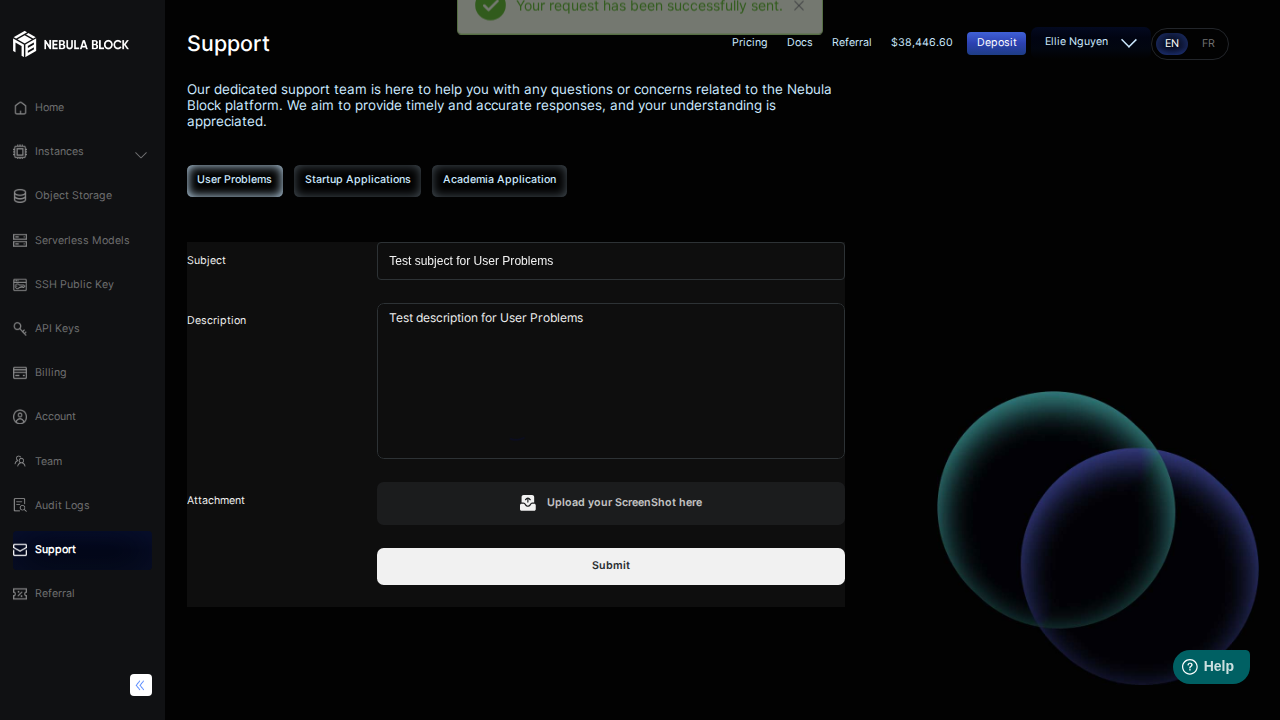 Your request has been successfully sent.
NEBULA BLOCK
Support
Pricing
Docs
Referral
$38,446.60
Deposit
Ellie Nguyen
EN
FR
Our dedicated support team is here to help you with any questions or concerns related to the Nebula
Block platform. We aim to provide timely and accurate responses, and your understanding is
appreciated.
Home
Instances
Object Storage
Serverless Models
SSH Public Key
API Keys
Billing
Account
Team
Audit Logs
Support
Referral
User Problems
Startup Applications
Academia Application
Subject
Test subject for User Problems
Description
Test description for User Problems
Attachment
Upload your ScreenShot here
Submit
Help